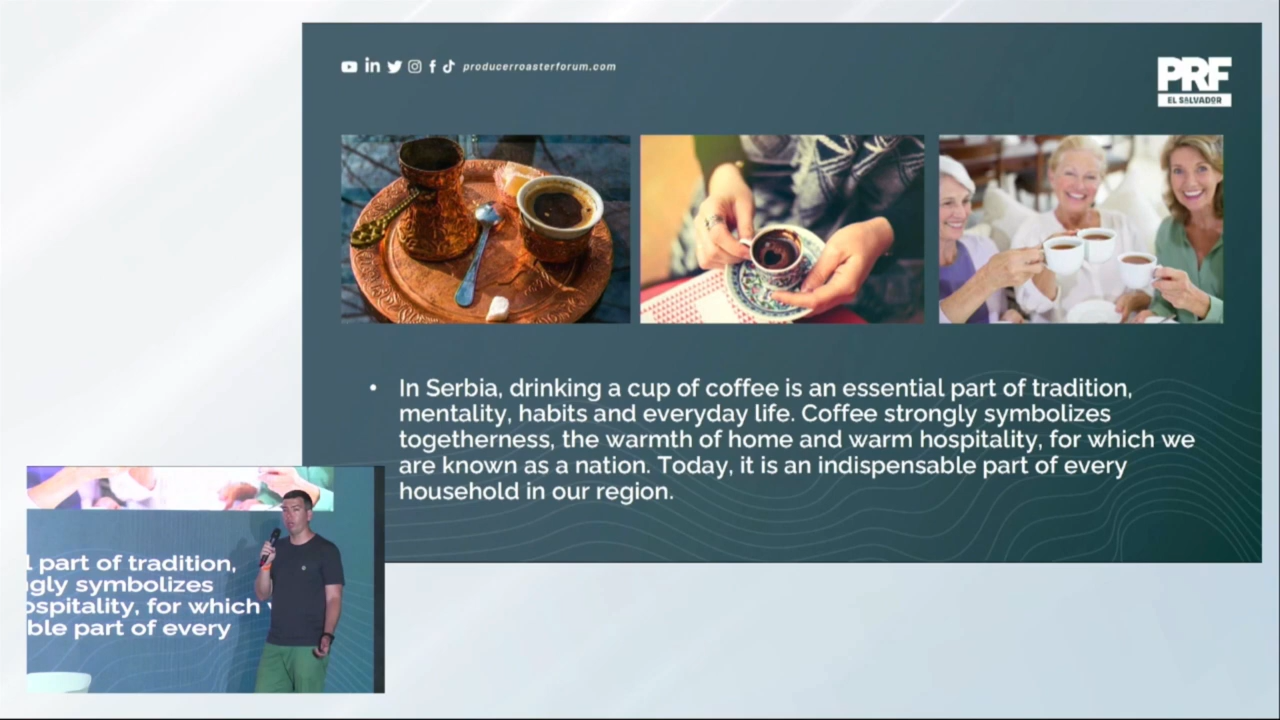 in producerroasterforum.com
PRF
EL SALVADOR
• In Serbia, drinking a cup of coffee is an essential part of tradition,
mentality, habits and everyday life. Coffee strongly symbolizes
togetherness, the warmth of home and warm hospitality, for which we
are known as a nation. Today, it is an indispensable part of every
household in our region.
l part of tradition,
ngly symbolizes
ospitality, for which
ble part of every